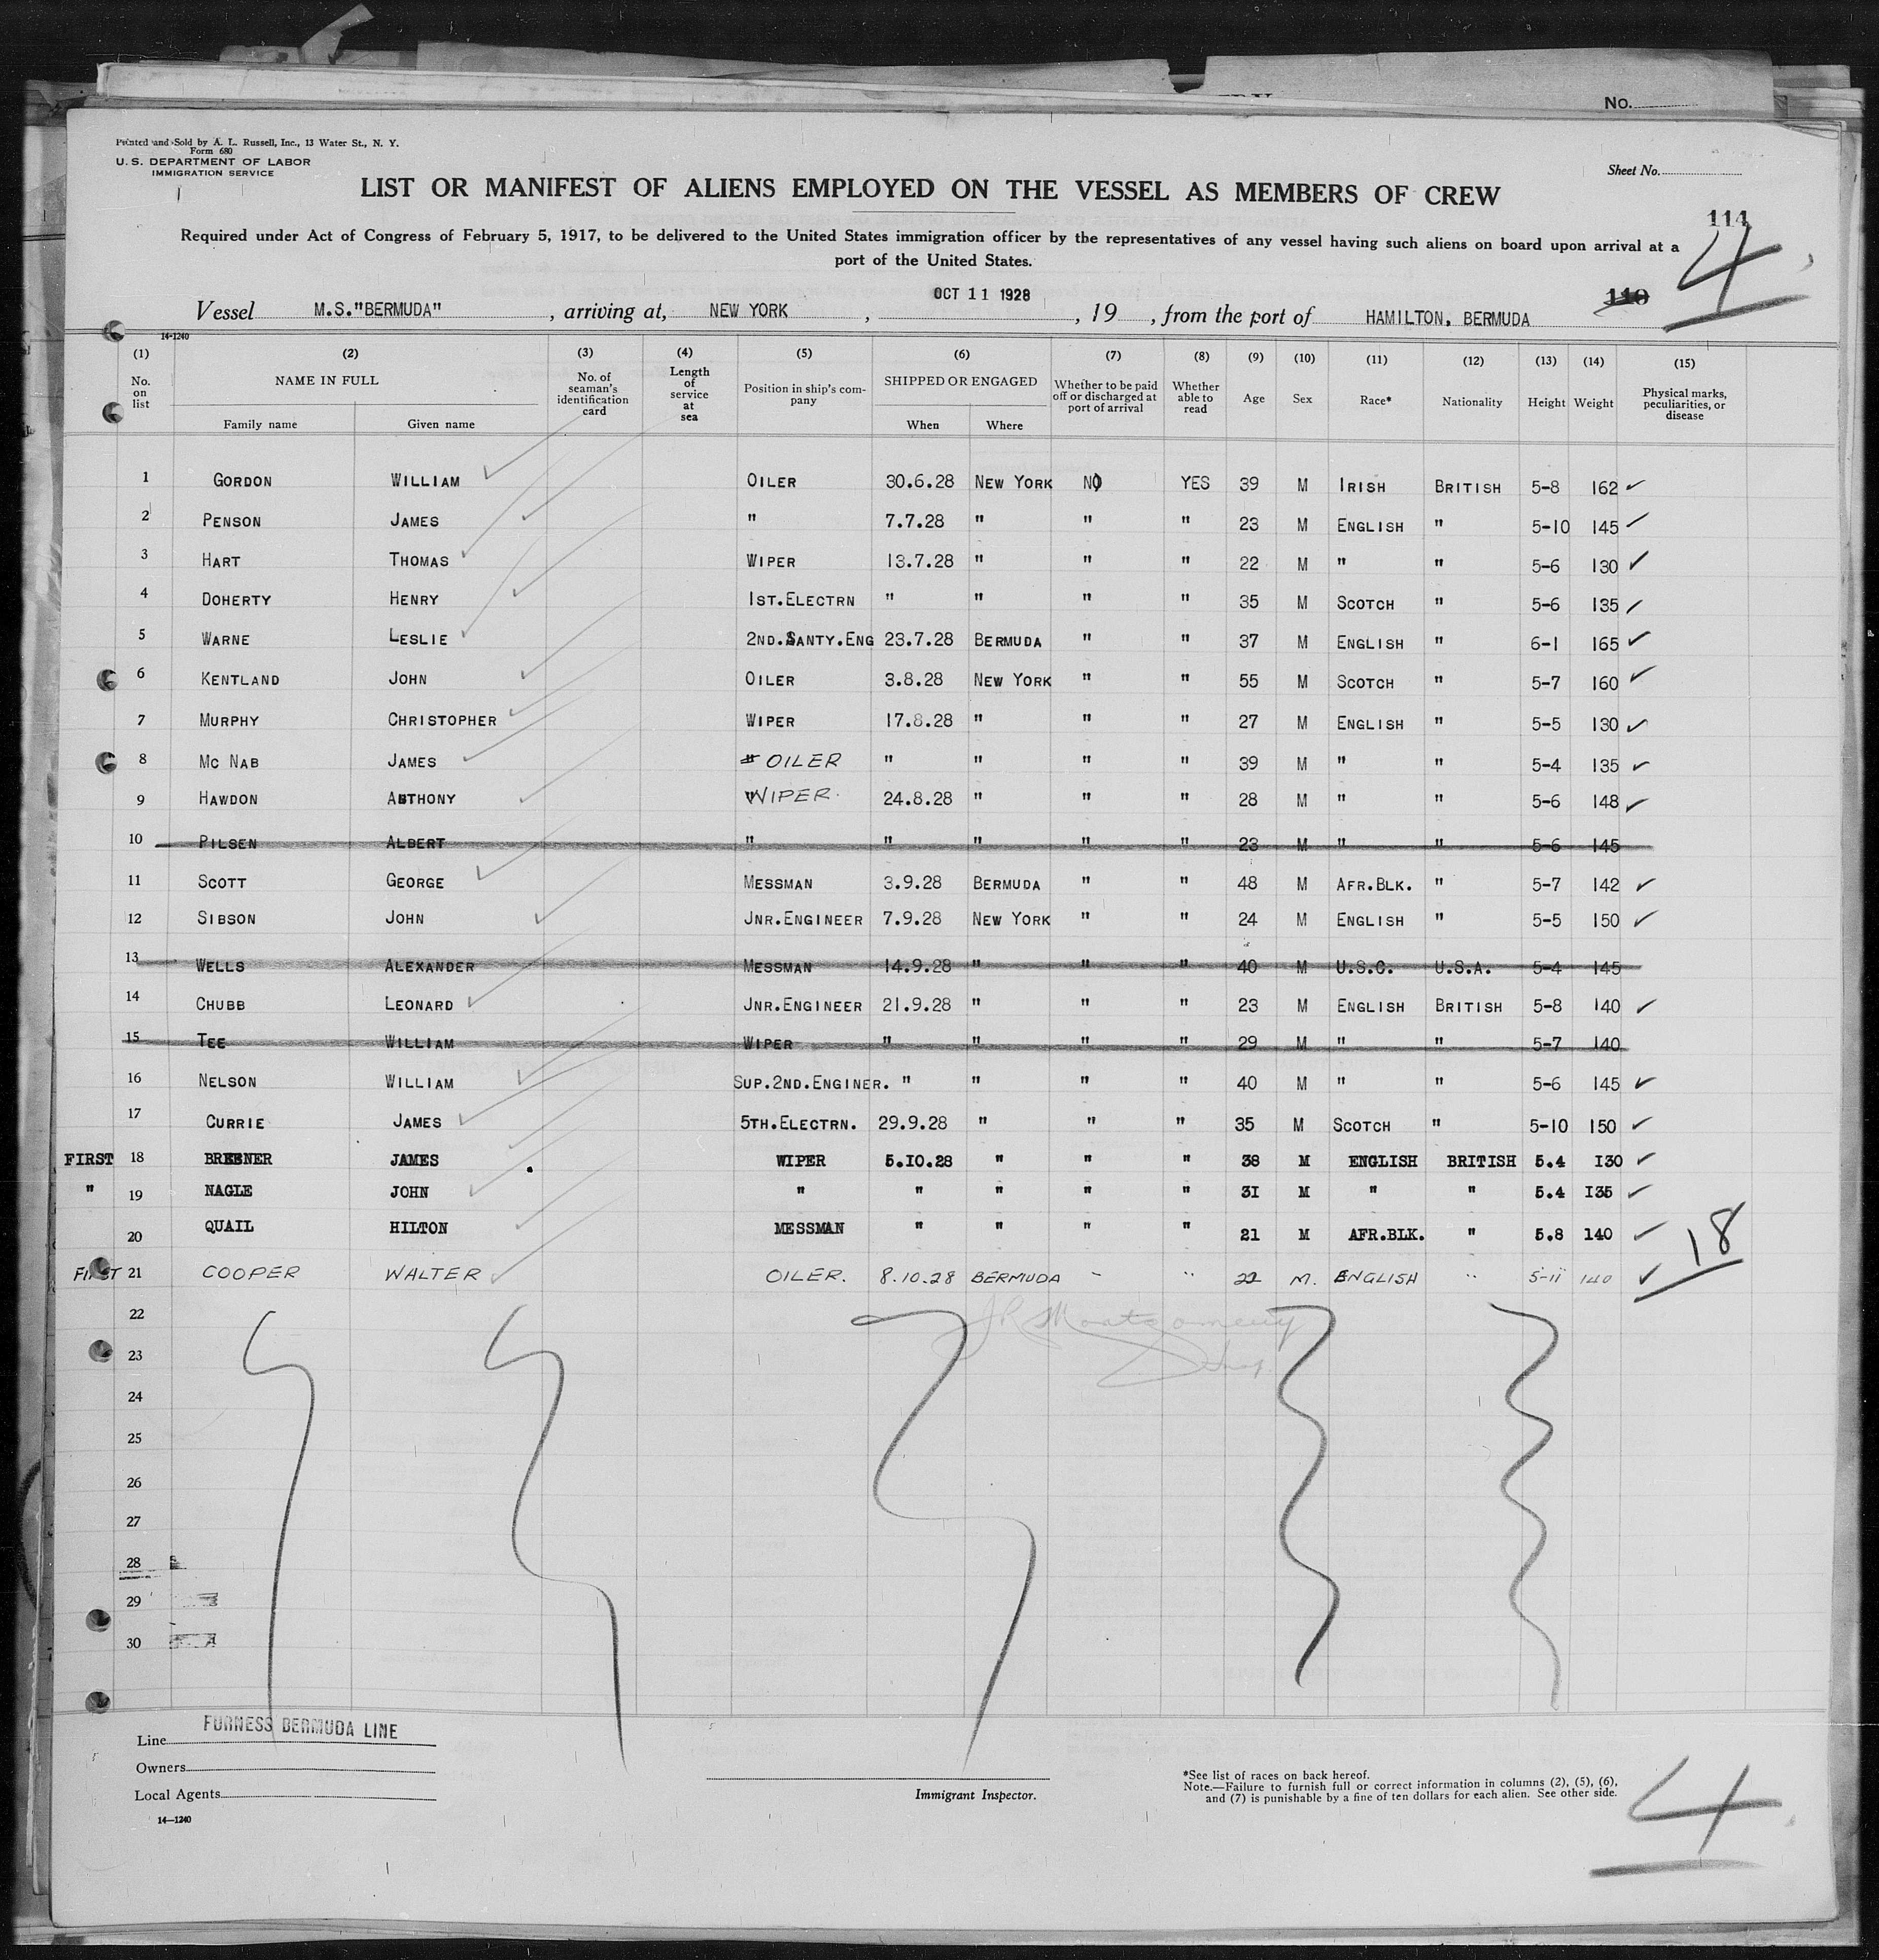 No.
Printed and Sold by A. L. Russell, Inc., 13 Water St., N. Y.
Form 680
U. S. DEPARTMENT OF LABOR
IMMIGRATION SERVICE
Sheet No.
LIST OR MANIFEST OF ALIENS EMPLOYED ON THE VESSEL AS MEMBERS OF CREW
114
4
Required under Act of Congress of February 5, 1917, to be delivered to the United States immigration officer by the representatives of any vessel having such aliens on board upon arrival at a
port of the United States.
OCT 11 1928
110
Vessel M.S."BERMUDA" , arriving at, NEW YORK , , 19 , from the port of HAMILTON, BERMUDA
14-1240
(1) (2) (3) (4) (5) (6) (7) (8) (9) (10) (11) (12) (13) (14) (15)
No. on list NAME IN FULL No. of seaman's identification card Length of service at sea Position in ship's company SHIPPED OR ENGAGED Whether to be paid off or discharged at port of arrival Whether able to read Age Sex Race* Nationality Height Weight Physical marks, peculiarities, or disease
Family name Given name When Where
1 GORDON WILLIAM OILER 30.6.28 NEW YORK NO YES 39 M IRISH BRITISH 5-8 162
2 PENSON JAMES " 7.7.28 " " " 23 M ENGLISH " 5-10 145
3 HART THOMAS WIPER 13.7.28 " " " 22 M " " 5-6 130
4 DOHERTY HENRY 1ST.ELECTRN " " " " 35 M SCOTCH " 5-6 135
5 WARNE LESLIE 2ND.SANTY.ENG 23.7.28 BERMUDA " " 37 M ENGLISH " 6-1 165
6 KENTLAND JOHN OILER 3.8.28 NEW YORK " " 55 M SCOTCH " 5-7 160
7 MURPHY CHRISTOPHER WIPER 17.8.28 " " " 27 M ENGLISH " 5-5 130
8 MC NAB JAMES " OILER " " " " 39 M " " 5-4 135
9 HAWDON WIPER 24.8.28 " " " 28 M " " 5-6 148
10 PILSEN ALBERT " " " " " 23 M " " 5-6 145
11 SCOTT GEORGE MESSMAN 3.9.28 BERMUDA " " 48 M AFR.BLK. " 5-7 142
12 SIBSON JOHN JNR.ENGINEER 7.9.28 NEW YORK " " 24 M ENGLISH " 5-5 150
13 WELLS ALEXANDER MESSMAN 14.9.28 " " " 40 M U.S.C. U.S.A. 5-4 145
14 CHUBB LEONARD JNR.ENGINEER 21.9.28 " " " 23 M ENGLISH BRITISH 5-8 140
15 TEE WILLIAM WIPER " " " " 29 M " " 5-7 140
16 NELSON WILLIAM SUP.2ND.ENGINER. " " " " 40 M " " 5-6 145
17 CURRIE JAMES 5TH.ELECTRN. 29.9.28 " " " 35 M SCOTCH " 5-10 150
FIRST 18 JAMES WIPER 5.10.28 " " " 38 M ENGLISH BRITISH 5.4 130
" 19 NAGLE JOHN " " " " " 31 M " " 5.4 135
20 QUAIL HILTON MESSMAN " " " " 21 M AFR.BLK. " 5.8 140
18
FIRST 21 COOPER WALTER OILER. 8.10.28 BERMUDA - " 22 M. ENGLISH " 5-11 140
22 JR Montgomery
23
24
25
26
27
28
29
30
FURNESS BERMUDA LINE
Line
Owners
Local Agents
14-1240
Immigrant Inspector.
*See list of races on back hereof.
Note.—Failure to furnish full or correct information in columns (2), (5), (6),
and (7) is punishable by a fine of ten dollars for each alien. See other side.
4